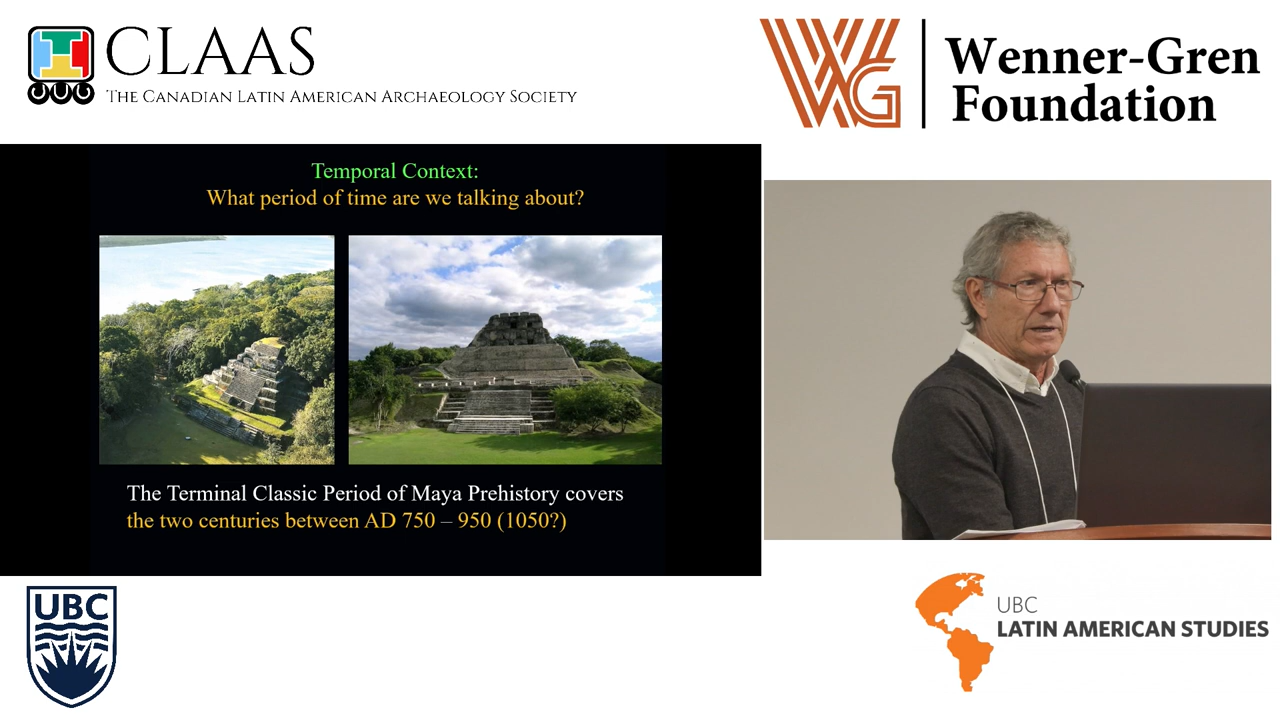 CLAAS
THE CANADIAN LATIN AMERICAN ARCHAEOLOGY SOCIETY
WG
Wenner-Gren
Foundation
Temporal Context:
What period of time are we talking about?
The Terminal Classic Period of Maya Prehistory covers
the two centuries between AD 750 – 950 (1050?)
UBC
UBC
LATIN AMERICAN STUDIES